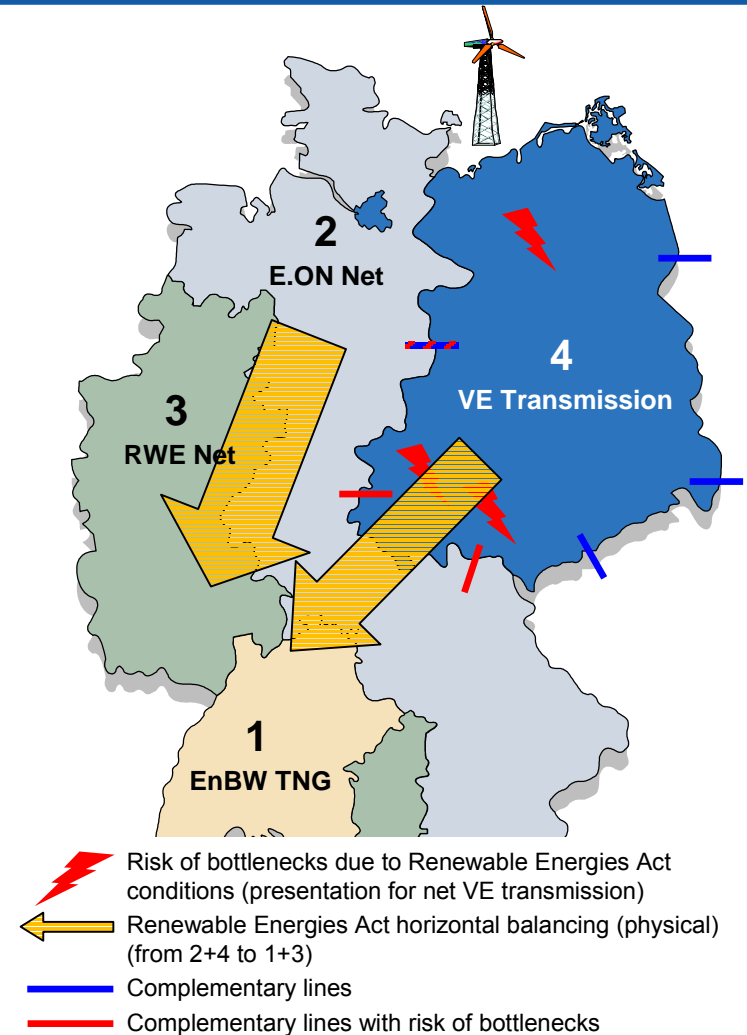 2
E.ON Net
4
VE Transmission
3
RWE Net
1
EnBW TNG
Risk of bottlenecks due to Renewable Energies Act
conditions (presentation for net VE transmission)
Renewable Energies Act horizontal balancing (physical)
(from 2+4 to 1+3)
Complementary lines
Complementary lines with risk of bottlenecks